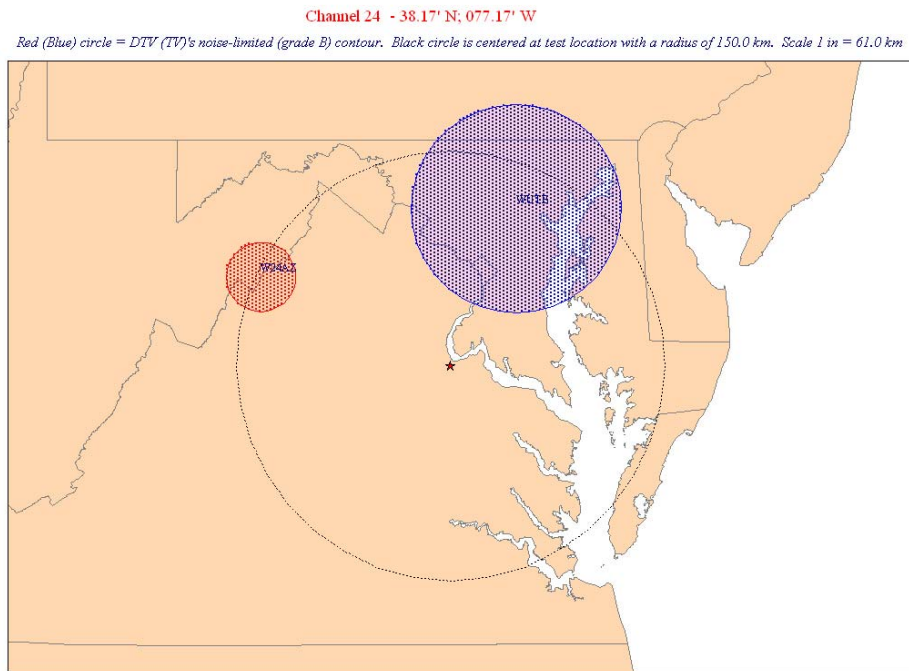 Channel 24 - 38.17' N; 077.17' W
Red (Blue) circle = DTV (TV)'s noise-limited (grade B) contour. Black circle is centered at test location with a radius of 150.0 km. Scale 1 in = 61.0 km
WUTB
W24AZ